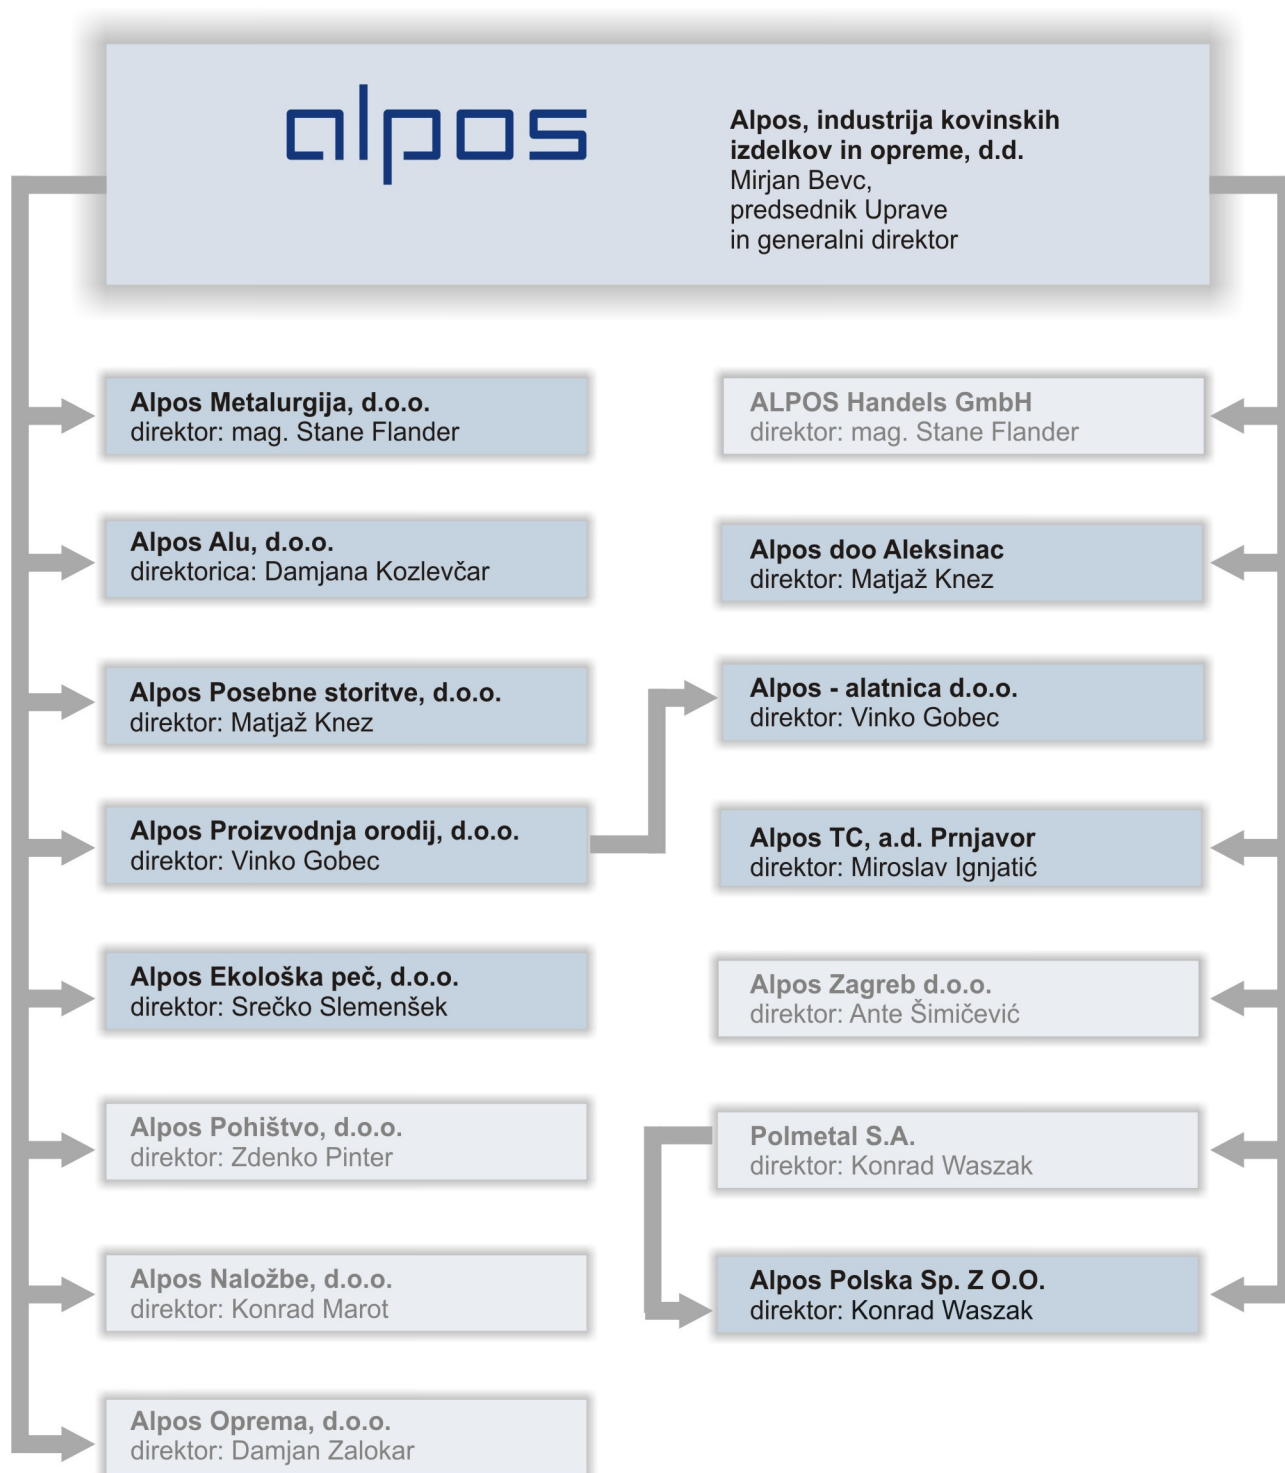 alpos
Alpos, industrija kovinskih
izdelkov in opreme, d.d.
Mirjan Bevc,
predsednik Uprave
in generalni direktor
Alpos Metalurgija, d.o.o.
direktor: mag. Stane Flander
Alpos Alu, d.o.o.
direktorica: Damjana Kozlevčar
Alpos Posebne storitve, d.o.o.
direktor: Matjaž Knez
Alpos Proizvodnja orodij, d.o.o.
direktor: Vinko Gobec
Alpos Ekološka peč, d.o.o.
direktor: Srečko Slemenšek
Alpos Pohištvo, d.o.o.
direktor: Zdenko Pinter
Alpos Naložbe, d.o.o.
direktor: Konrad Marot
Alpos Oprema, d.o.o.
direktor: Damjan Zalokar
ALPOS Handels GmbH
direktor: mag. Stane Flander
Alpos doo Aleksinac
direktor: Matjaž Knez
Alpos - alatnica d.o.o.
direktor: Vinko Gobec
Alpos TC, a.d. Prnjavor
direktor: Miroslav Ignjatić
Alpos Zagreb d.o.o.
direktor: Ante Šimičević
Polmetal S.A.
direktor: Konrad Waszak
Alpos Polska Sp. Z O.O.
direktor: Konrad Waszak